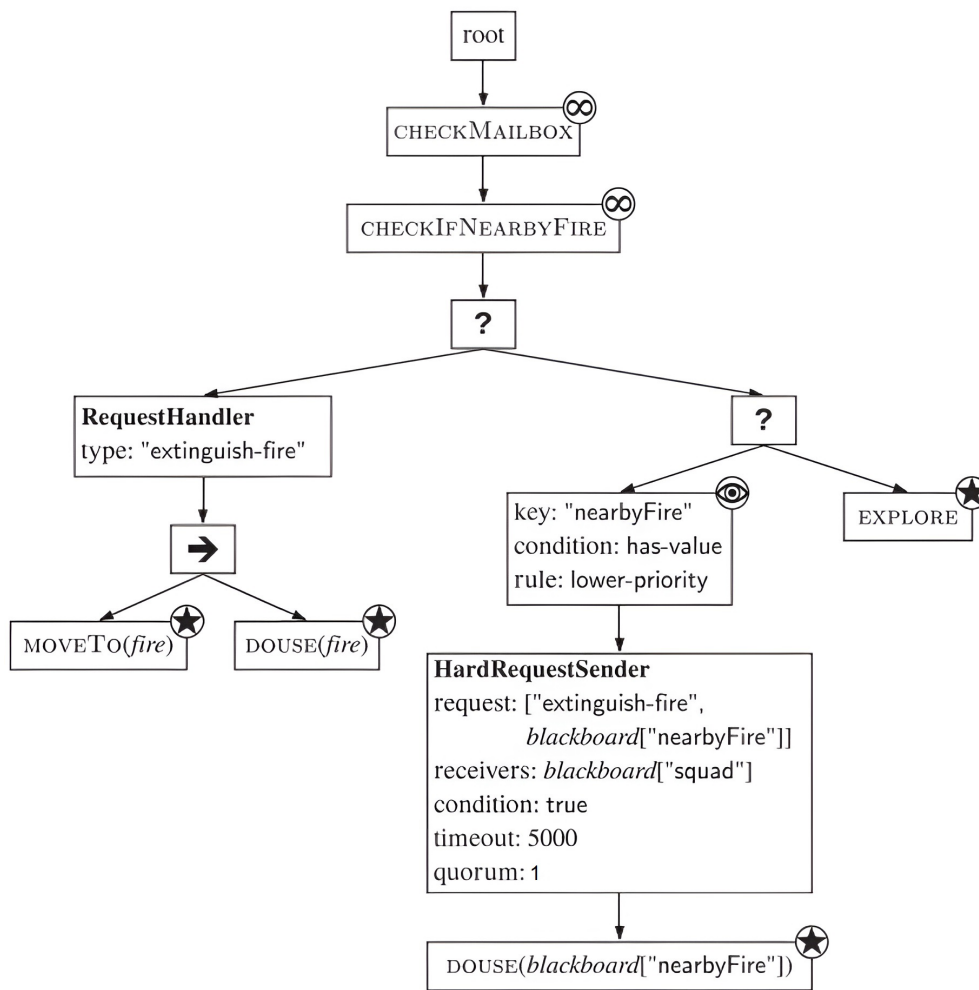 root
CHECKMAILBOX
CHECKIFNEARBYFIRE
?
RequestHandler
type: "extinguish-fire"
?
key: "nearbyFire"
condition: has-value
rule: lower-priority
EXPLORE
MOVETO(fire)
DOUSE(fire)
HardRequestSender
request: ["extinguish-fire",
blackboard["nearbyFire"]]
receivers: blackboard["squad"]
condition: true
timeout: 5000
quorum: 1
DOUSE(blackboard["nearbyFire"])